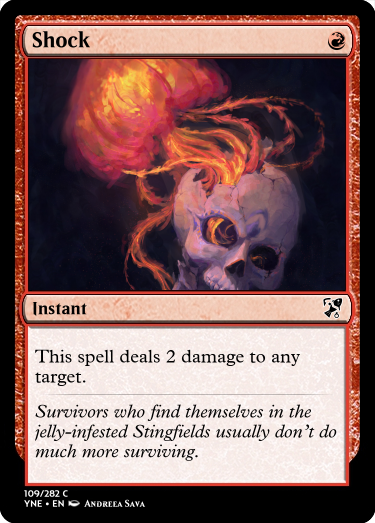 Shock
Instant
This spell deals 2 damage to any
target.
Survivors who find themselves in the
jelly-infested Stingfields usually don't do
much more surviving.
109/282 C
YNE • EN Andreea Sava